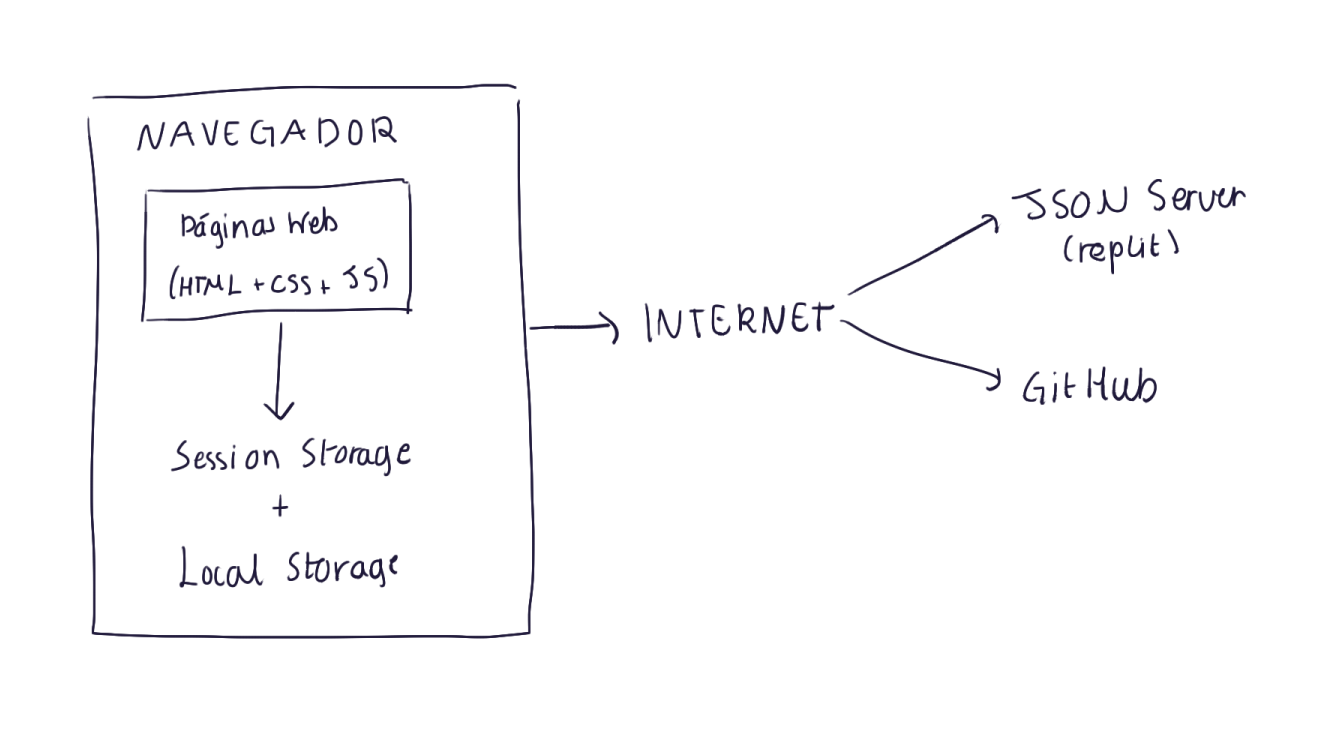 NAVEGADOR
Páginas Web
(HTML + CSS + JS)
Session Storage
+
Local Storage
INTERNET
JSON Server
(replit)
GitHub